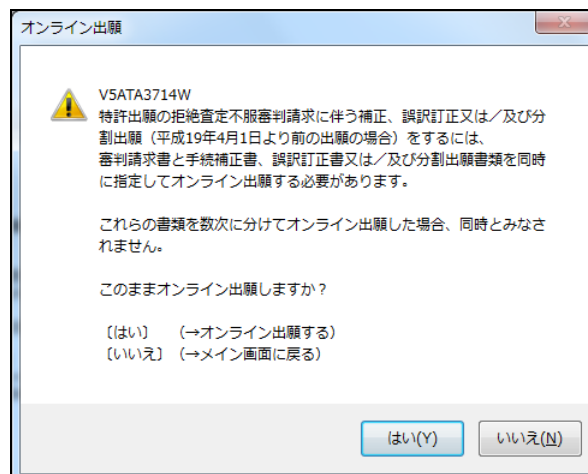 オンライン出願
V5ATA3714W
特許出願の拒絶査定不服審判請求に伴う補正、誤訳訂正又は／及び分
割出願（平成19年4月1日より前の出願の場合）をするには、
審判請求書と手続補正書、誤訳訂正書又は／及び分割出願書類を同時
に指定してオンライン出願する必要があります。
これらの書類を数次に分けてオンライン出願した場合、同時とみなさ
れません。
このままオンライン出願しますか？
〔はい〕　（→オンライン出願する）
〔いいえ〕（→メイン画面に戻る）
はい(Y)　いいえ(N)